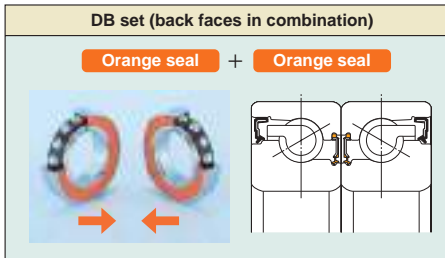 DB set (back faces in combination)
Orange seal + Orange seal